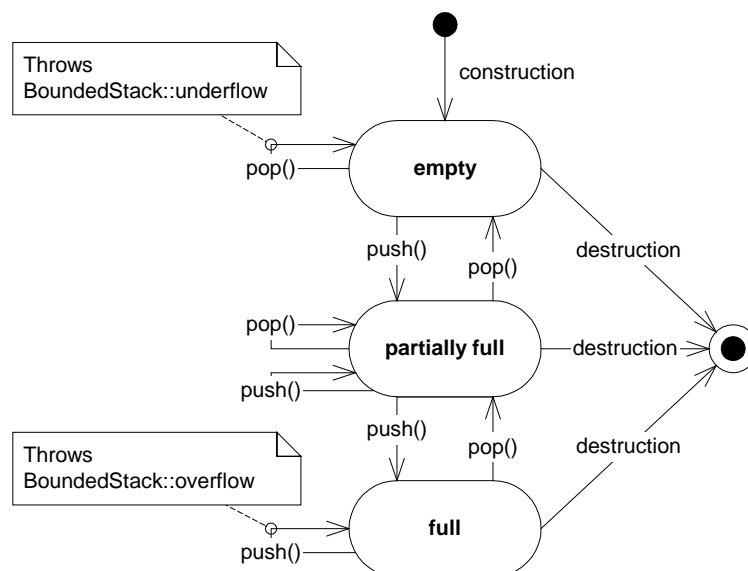 Throws
BoundedStack::underflow
construction
pop()
empty
push()
pop()
destruction
pop()
partially full
destruction
push()
push()
pop()
destruction
Throws
BoundedStack::overflow
push()
full